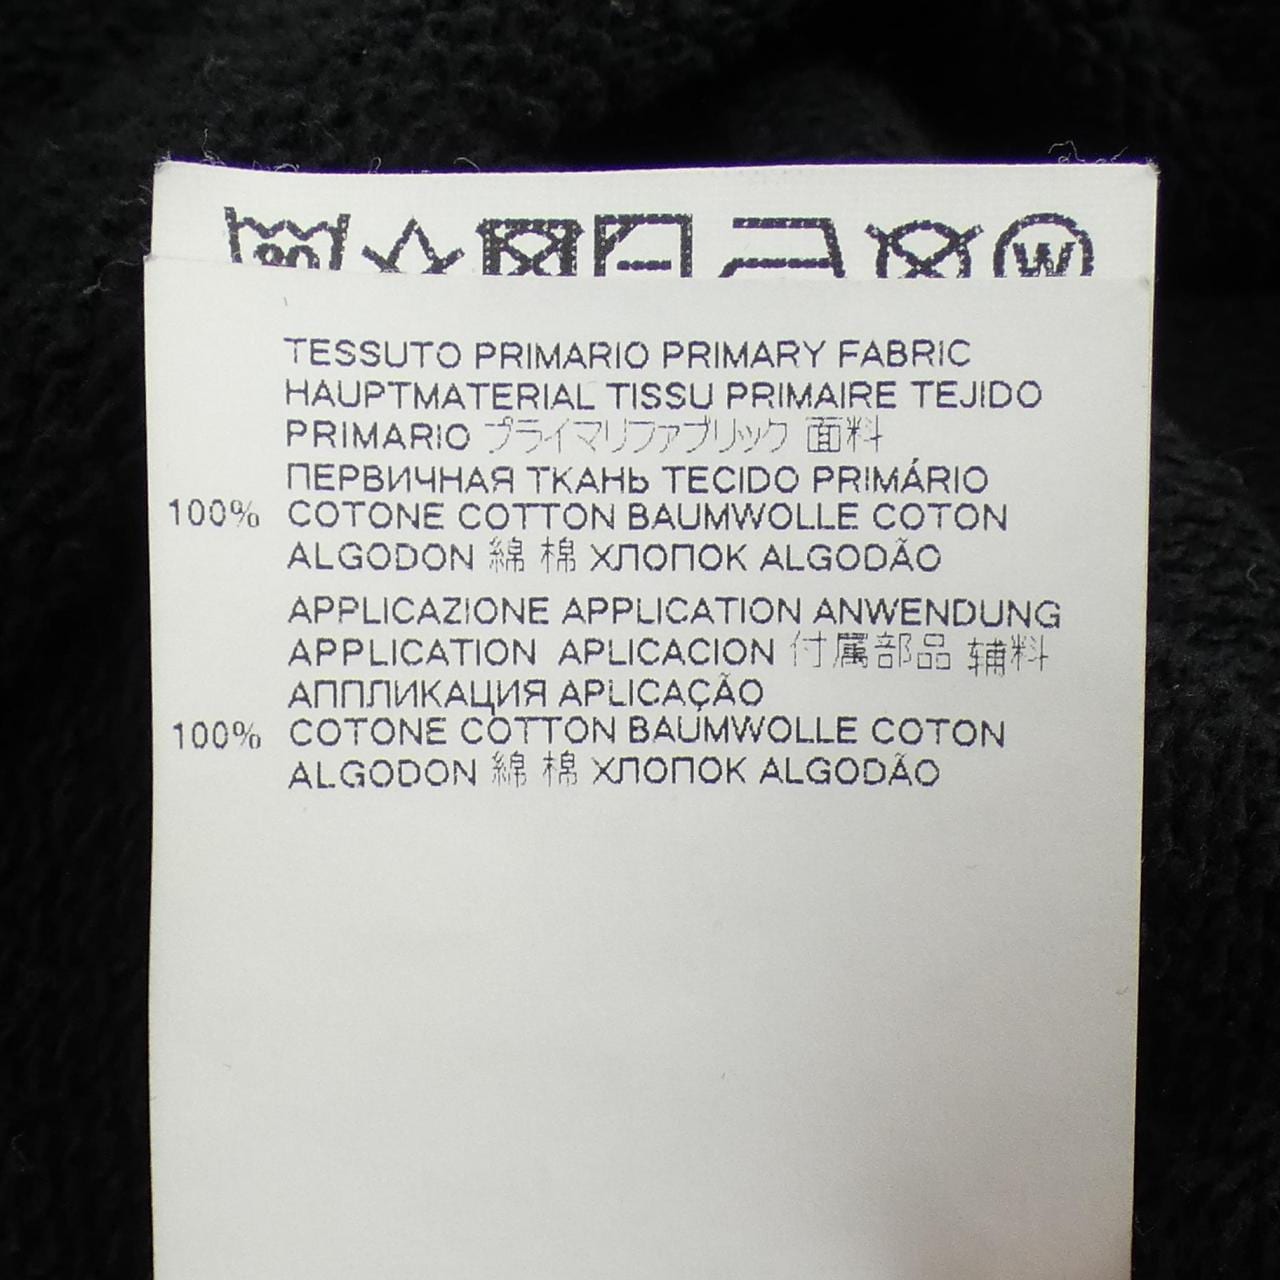 TESSUTO PRIMARIO PRIMARY FABRIC
HAUPTMATERIAL TISSU PRIMAIRE TEJIDO
PRIMARIO プライマリファブリック 面料
ПЕРВИЧНАЯ ТКАНЬ TECIDO PRIMÁRIO
100% COTONE COTTON BAUMWOLLE COTON
ALGODON 綿 棉 ХЛОПОК ALGODÃO
APPLICAZIONE APPLICATION ANWENDUNG
APPLICATION APLICACION 付属部品 辅料
АППЛИКАЦИЯ APLICAÇÃO
100% COTONE COTTON BAUMWOLLE COTON
ALGODON 綿 棉 ХЛОПОК ALGODÃO